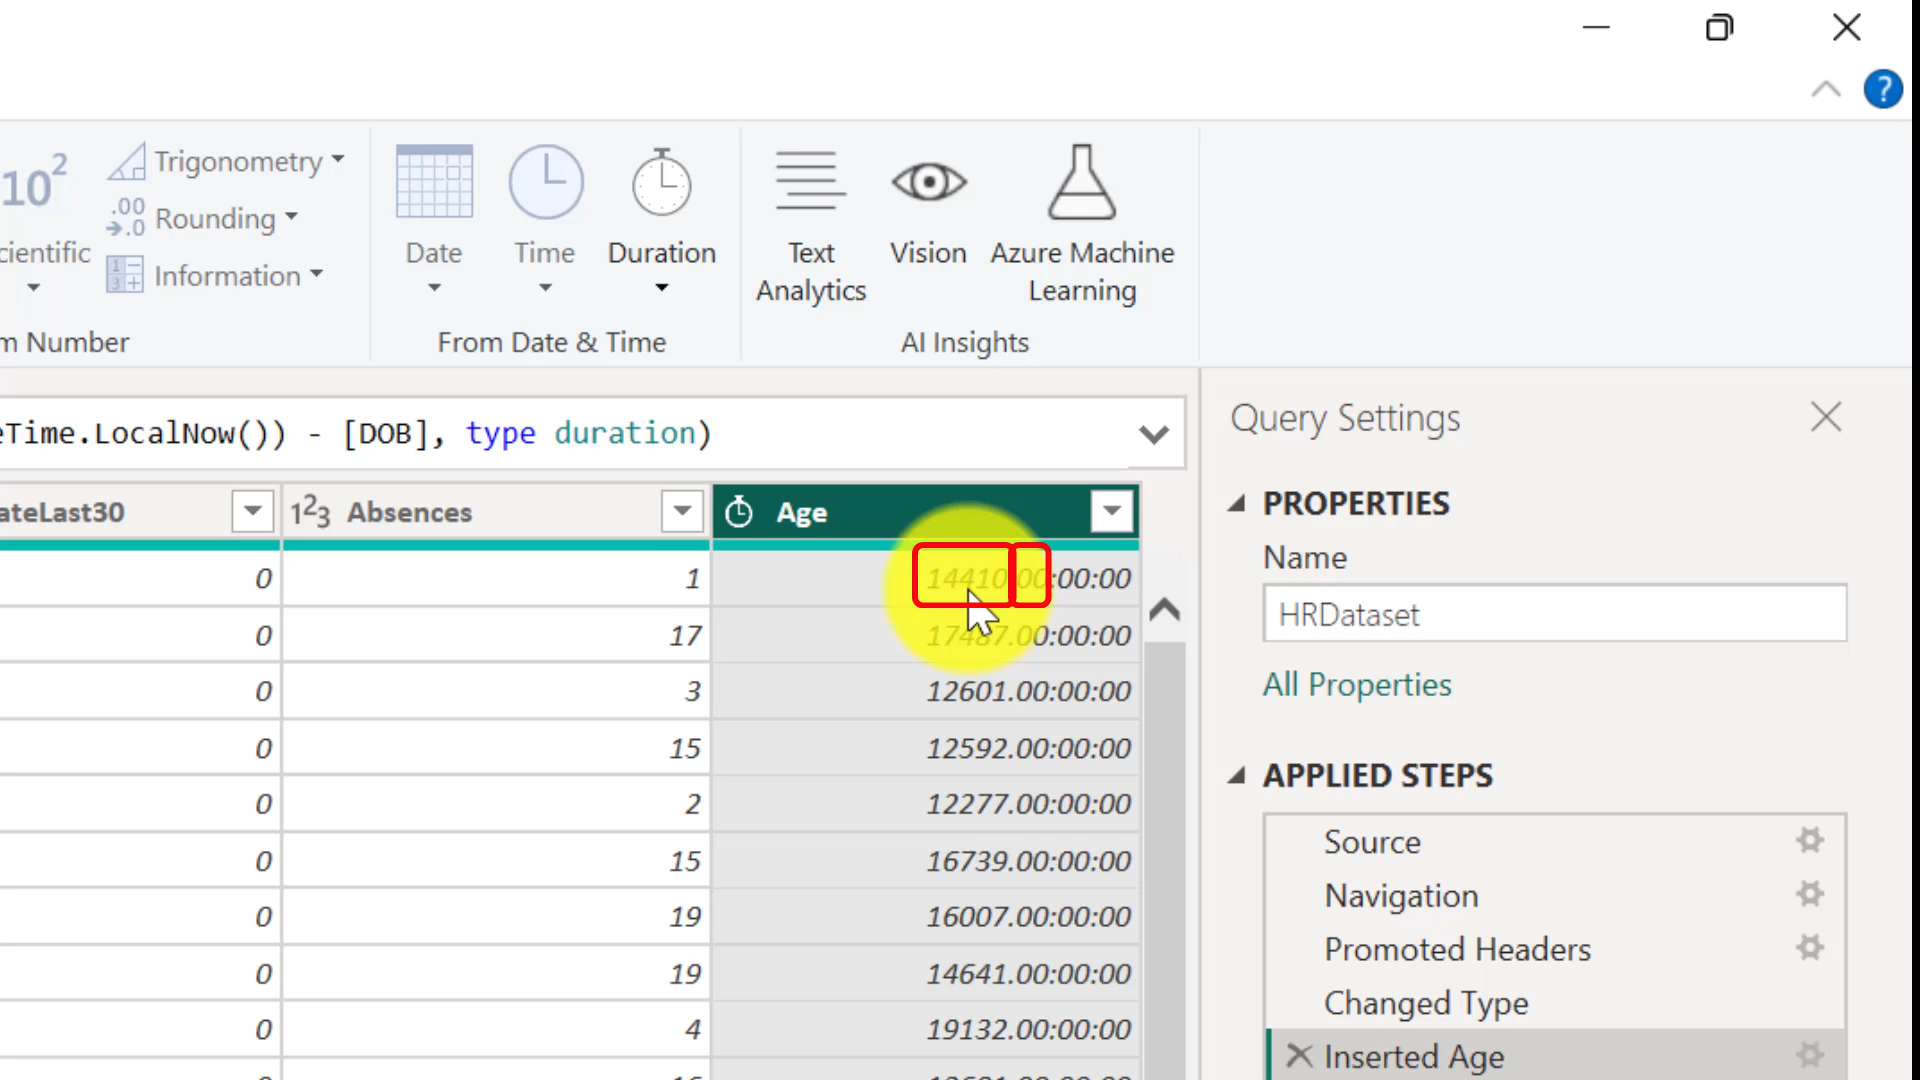 ?
10²
Trigonometry
.00
.0
Rounding
Information
cientific
m Number
Date
Time
Duration
From Date & Time
Text
Analytics
Vision
Azure Machine
Learning
AI Insights
eTime.LocalNow()) - [DOB], type duration)
Query Settings
ateLast30
1²3 Absences
Age
0 1 14410.00:00:00
0 17 17487.00:00:00
0 3 12601.00:00:00
0 15 12592.00:00:00
0 2 12277.00:00:00
0 15 16739.00:00:00
0 19 16007.00:00:00
0 19 14641.00:00:00
0 4 19132.00:00:00
PROPERTIES
Name
HRDataset
All Properties
APPLIED STEPS
Source
Navigation
Promoted Headers
Changed Type
Inserted Age